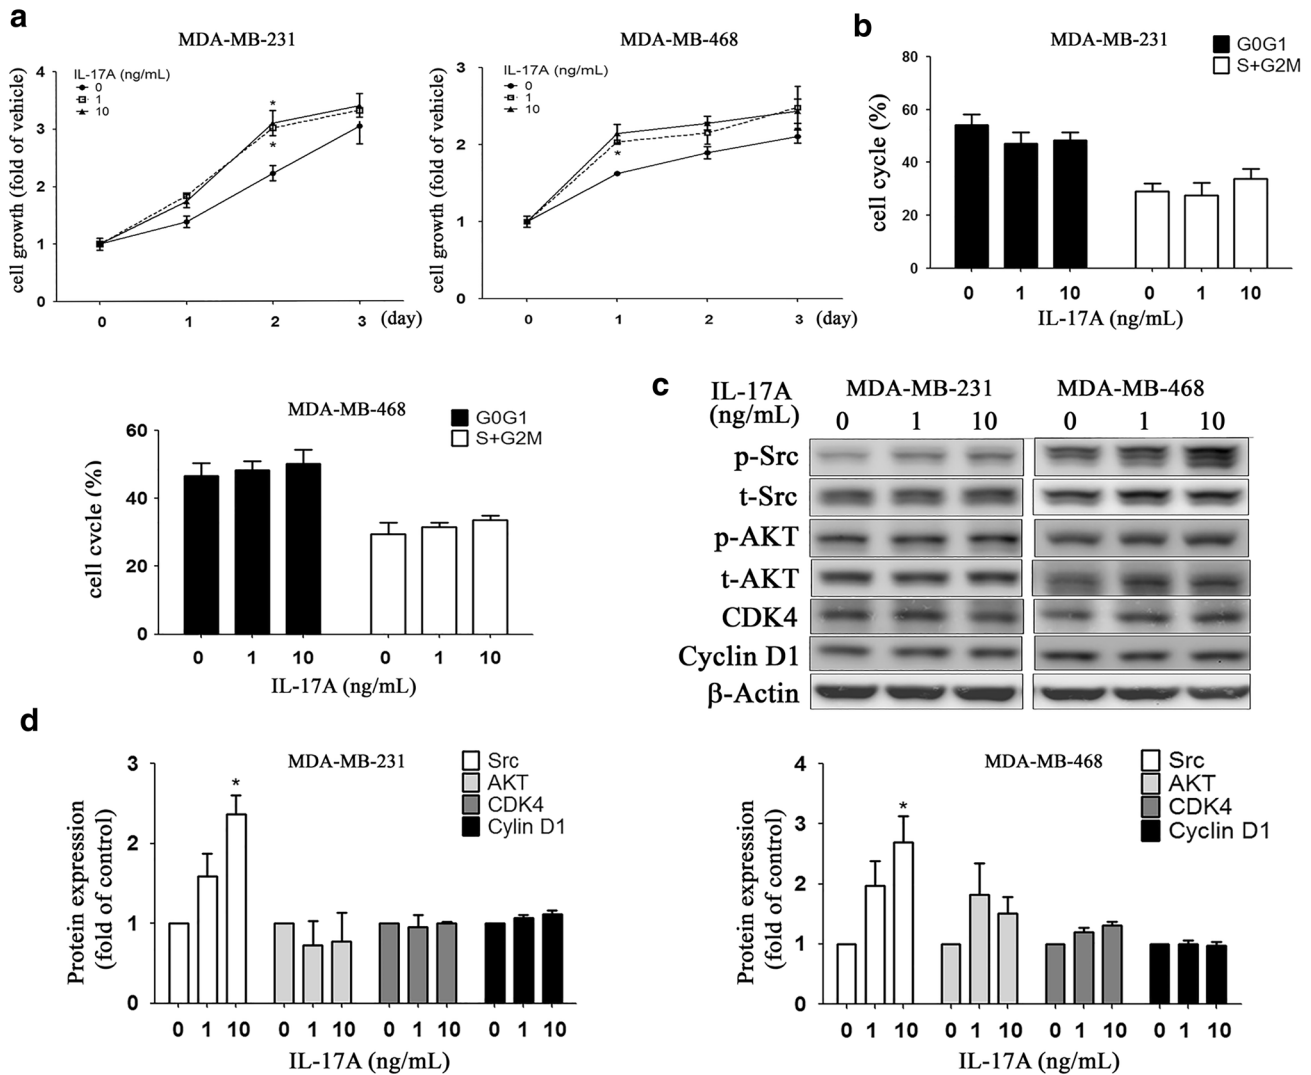 a
MDA-MB-231
IL-17A (ng/mL)
0
1
10
cell growth (fold of vehicle)
4
3
2
1
0
*
*
0 1 2 3 (day)
MDA-MB-468
IL-17A (ng/mL)
0
1
10
cell growth (fold of vehicle)
3
2
1
0
*
0 1 2 3 (day)
b
MDA-MB-231
G0G1
S+G2M
cell cycle (%)
80
60
40
20
0
0 1 10 0 1 10
IL-17A (ng/mL)
MDA-MB-468
G0G1
S+G2M
cell cvcle (%)
60
40
20
0
0 1 10 0 1 10
IL-17A (ng/mL)
c
IL-17A (ng/mL)
MDA-MB-231 MDA-MB-468
0 1 10 0 1 10
p-Src
t-Src
p-AKT
t-AKT
CDK4
Cyclin D1
β-Actin
d
MDA-MB-231
Src
AKT
CDK4
Cylin D1
Protein expression
(fold of control)
3
2
1
0
*
0 1 10 0 1 10 0 1 10 0 1 10
IL-17A (ng/mL)
MDA-MB-468
Src
AKT
CDK4
Cyclin D1
Protein expression
(fold of control)
4
3
2
1
0
*
0 1 10 0 1 10 0 1 10 0 1 10
IL-17A (ng/mL)